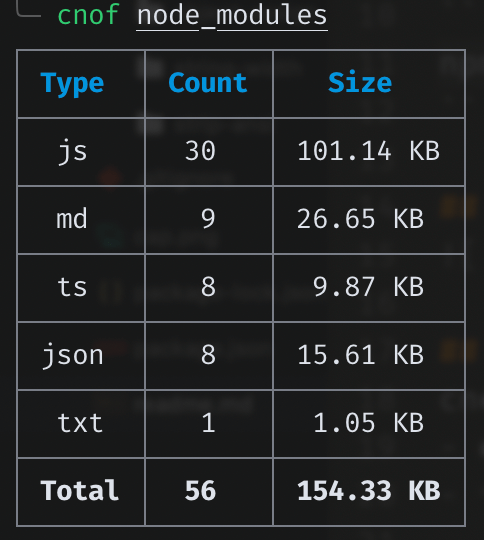 cnof node_modules
Type Count Size
js 30 101.14 KB
md 9 26.65 KB
ts 8 9.87 KB
json 8 15.61 KB
txt 1 1.05 KB
Total 56 154.33 KB